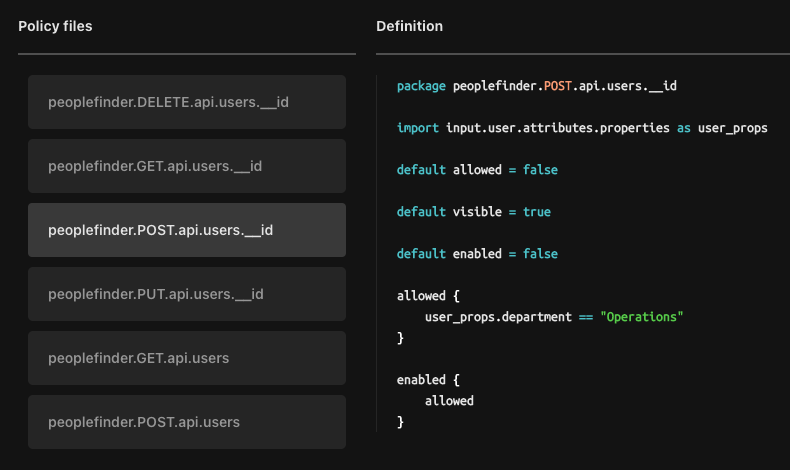 Policy files
peoplefinder.DELETE.api.users.__id
peoplefinder.GET.api.users.__id
peoplefinder.POST.api.users.__id
peoplefinder.PUT.api.users.__id
peoplefinder.GET.api.users
peoplefinder.POST.api.users
Definition
package peoplefinder.POST.api.users.__id
import input.user.attributes.properties as user_props
default allowed = false
default visible = true
default enabled = false
allowed {
    user_props.department == "Operations"
}
enabled {
    allowed
}